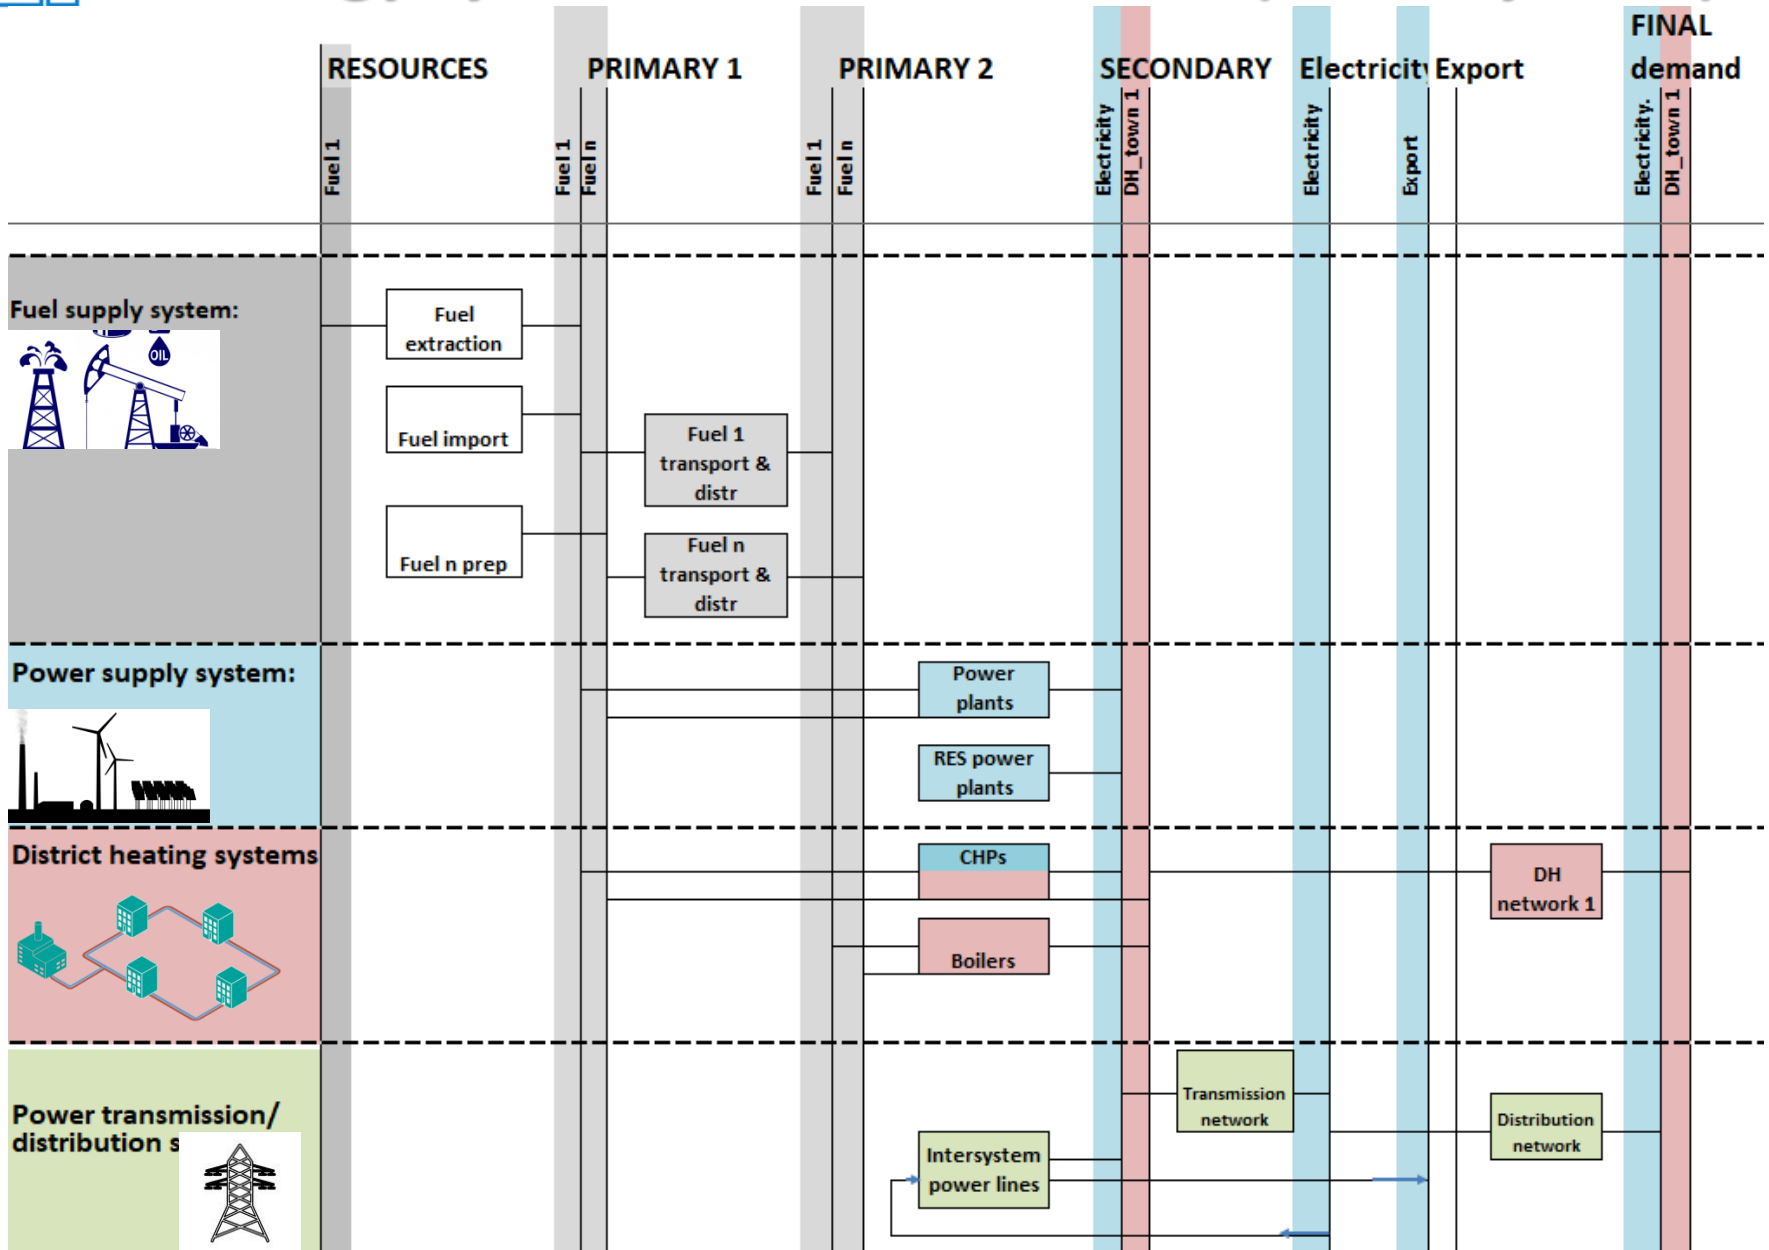 FINAL
RESOURCES
PRIMARY 1
PRIMARY 2
SECONDARY
Electricity
Export
demand
Fuel 1
Fuel 1
Fuel n
Fuel 1
Fuel n
Electricity
DH_town 1
Electricity
Export
Electricity.
DH_town 1
Fuel supply system:
OIL
Fuel
extraction
Fuel import
Fuel 1
transport &
distr
Fuel n prep
Fuel n
transport &
distr
Power supply system:
Power
plants
RES power
plants
District heating systems
CHPs
DH
network 1
Boilers
Power transmission/
distribution s
Transmission
network
Distribution
network
Intersystem
power lines